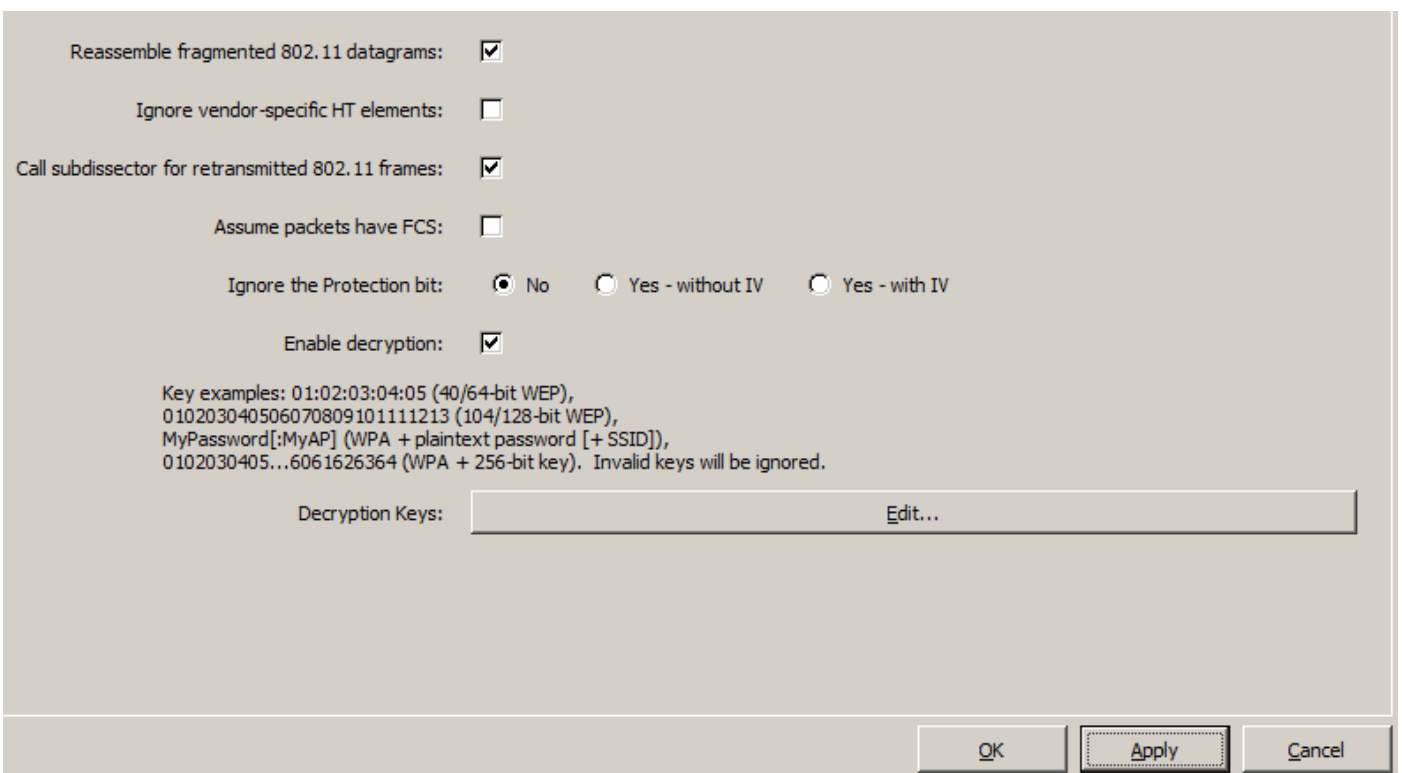 Reassemble fragmented 802.11 datagrams:
Ignore vendor-specific HT elements:
Call subdissector for retransmitted 802.11 frames:
Assume packets have FCS:
Ignore the Protection bit: No Yes - without IV Yes - with IV
Enable decryption:
Key examples: 01:02:03:04:05 (40/64-bit WEP),
010203040506070809101111213 (104/128-bit WEP),
MyPassword[:MyAP] (WPA + plaintext password [+ SSID]),
0102030405...6061626364 (WPA + 256-bit key).  Invalid keys will be ignored.
Decryption Keys: Edit...
OK Apply Cancel